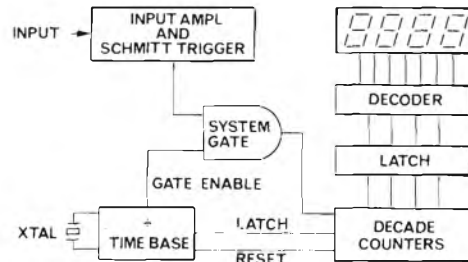 INPUT
INPUT AMPL
AND
SCHMITT TRIGGER
8888
DECODER
SYSTEM
GATE
LATCH
GATE ENABLE
XTAL
÷
TIME BASE
LATCH
RESET
DECADE
COUNTERS